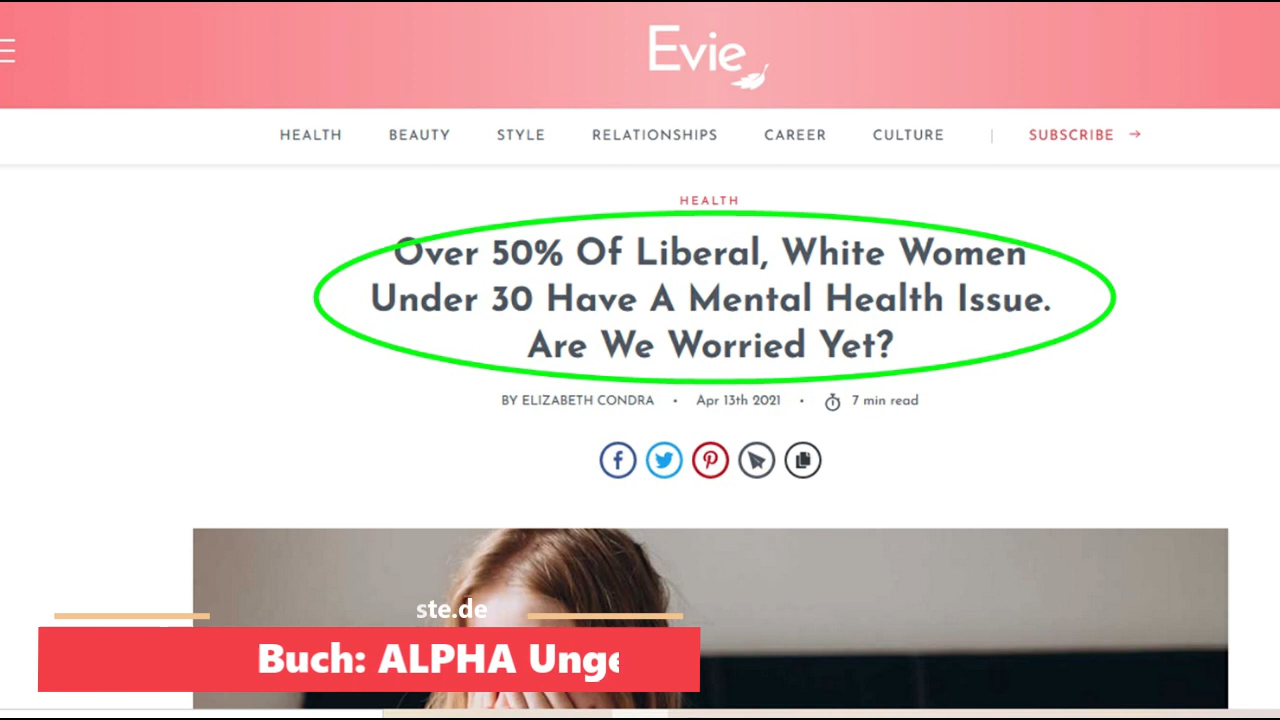 Evie
HEALTH BEAUTY STYLE RELATIONSHIPS CAREER CULTURE | SUBSCRIBE →
HEALTH
Over 50% Of Liberal, White Women
Under 30 Have A Mental Health Issue.
Are We Worried Yet?
BY ELIZABETH CONDRA • Apr 13th 2021 • 7 min read
ste.de
Buch: ALPHA Unge